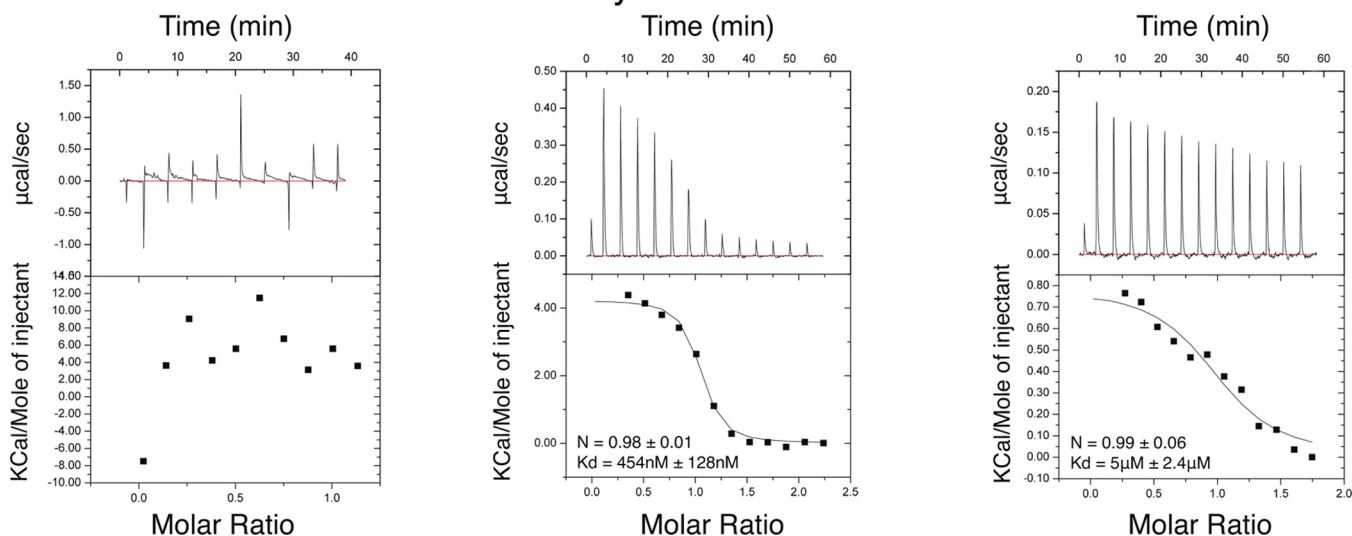 Time (min)
0 10 20 30 40
1.50
1.00
0.50
0.00
-0.50
-1.00
µcal/sec
14.00
12.00
10.00
8.00
6.00
4.00
2.00
0.00
-2.00
-4.00
-6.00
-8.00
-10.00
KCal/Mole of injectant
0.0 0.5 1.0
Molar Ratio
Time (min)
0 10 20 30 40 50 60
0.50
0.40
0.30
0.20
0.10
0.00
µcal/sec
4.00
2.00
0.00
KCal/Mole of injectant
N = 0.98 ± 0.01
Kd = 454nM ± 128nM
0.0 0.5 1.0 1.5 2.0 2.5
Molar Ratio
Time (min)
0 10 20 30 40 50 60
0.20
0.15
0.10
0.05
0.00
µcal/sec
0.80
0.70
0.60
0.50
0.40
0.30
0.20
0.10
0.00
-0.10
KCal/Mole of injectant
N = 0.99 ± 0.06
Kd = 5µM ± 2.4µM
0.0 0.5 1.0 1.5 2.0
Molar Ratio